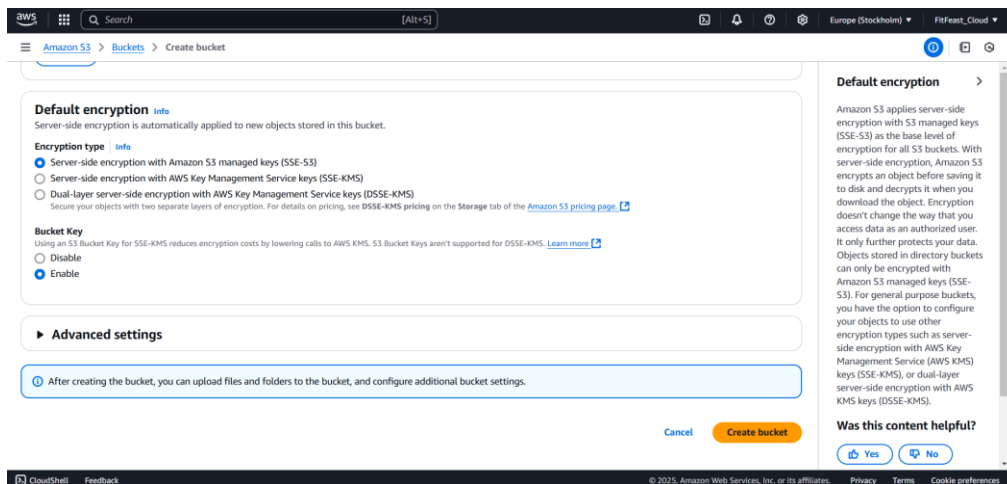 aws
Search
[Alt+S]
Europe (Stockholm) ▼
FitFeast_Cloud ▼
Amazon S3 > Buckets > Create bucket
Default encryption Info
Server-side encryption is automatically applied to new objects stored in this bucket.
Encryption type | Info
Server-side encryption with Amazon S3 managed keys (SSE-S3)
Server-side encryption with AWS Key Management Service keys (SSE-KMS)
Dual-layer server-side encryption with AWS Key Management Service keys (DSSE-KMS)
Secure your objects with two separate layers of encryption. For details on pricing, see DSSE-KMS pricing on the Storage tab of the Amazon S3 pricing page.
Bucket Key
Using an S3 Bucket Key for SSE-KMS reduces encryption costs by lowering calls to AWS KMS. S3 Bucket Keys aren't supported for DSSE-KMS. Learn more
Disable
Enable
Advanced settings
After creating the bucket, you can upload files and folders to the bucket, and configure additional bucket settings.
Cancel
Create bucket
Default encryption
Amazon S3 applies server-side
encryption with S3 managed keys
(SSE-S3) as the base level of
encryption for all S3 buckets. With
server-side encryption, Amazon S3
encrypts an object before saving it
to disk and decrypts it when you
download the object. Encryption
doesn't change the way that you
access data as an authorized user.
It only further protects your data.
Objects stored in directory buckets
can only be encrypted with
Amazon S3 managed keys (SSE-
S3). For general purpose buckets,
you have the option to configure
your objects to use other
encryption types such as server-
side encryption with AWS Key
Management Service (AWS KMS)
keys (SSE-KMS), or dual-layer
server-side encryption with AWS
KMS keys (DSSE-KMS).
Was this content helpful?
Yes
No
CloudShell
Feedback
© 2025, Amazon Web Services, Inc. or its affiliates.
Privacy
Terms
Cookie preferences